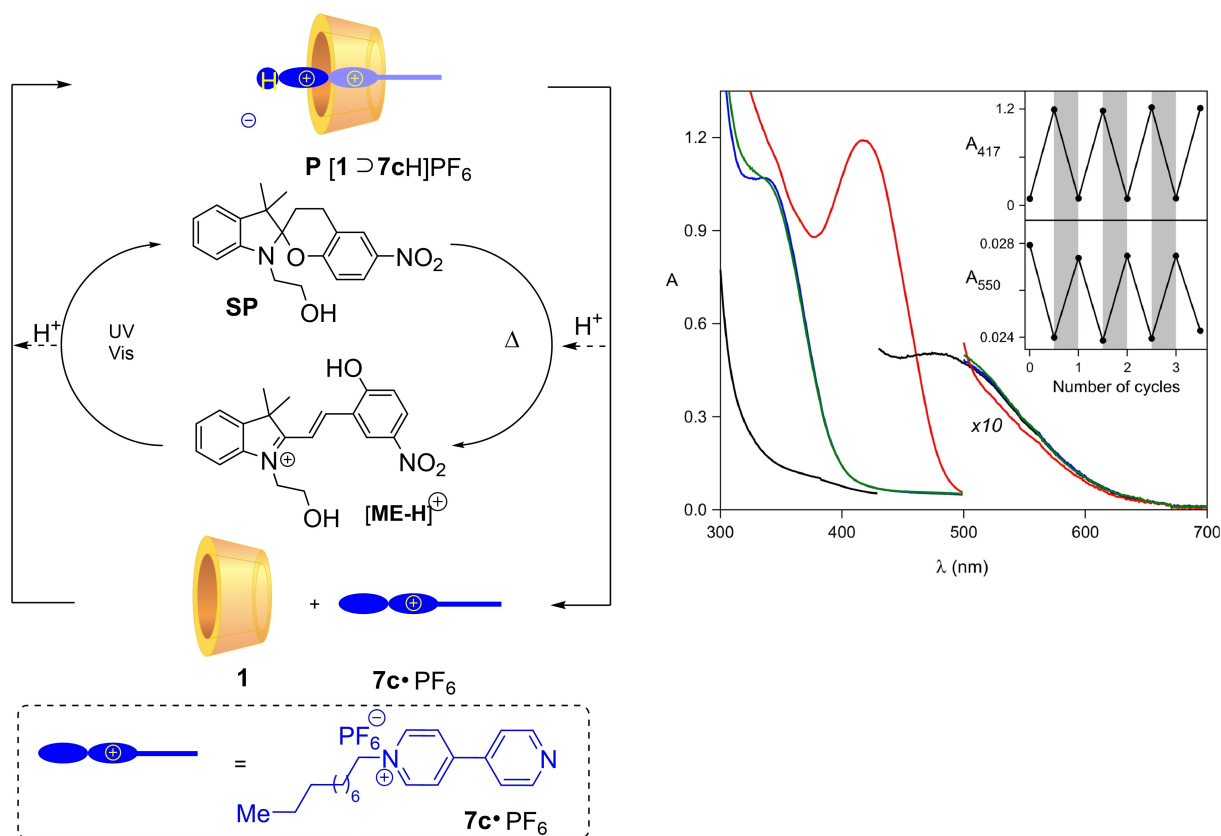 H
⊕ ⊕
⊖
P [1 ⊃ 7cH]PF6
N
O
NO2
OH
SP
H+
UV
Vis
Δ
H+
HO
N
⊕
NO2
OH
[ME-H]⊕
+
⊕
1
7c• PF6
⊕
=
PF6⊖
N
⊕
N
( )6
Me
7c• PF6
1.2
0.9
A
0.6
0.3
0.0
300
400
500
600
700
λ (nm)
x10
1.2
A417
0
0.028
A550
0.024
0
1
2
3
Number of cycles